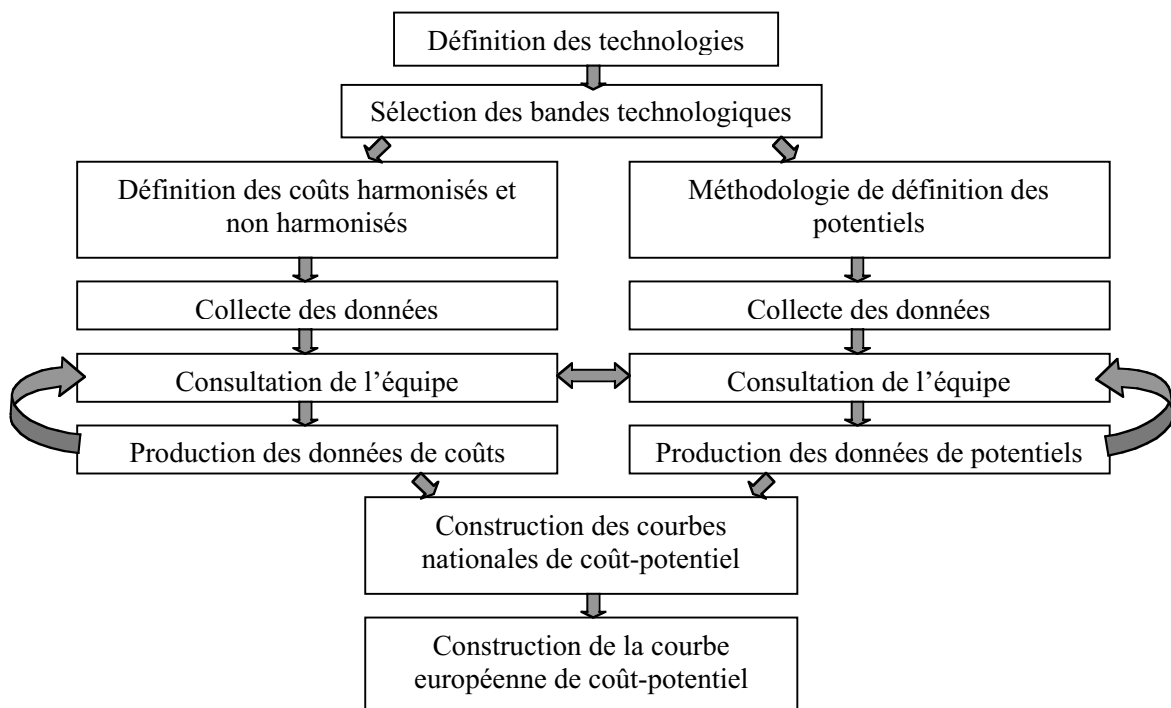 Définition des technologies
Sélection des bandes technologiques
Définition des coûts harmonisés et
non harmonisés
Méthodologie de définition des
potentiels
Collecte des données
Collecte des données
Consultation de l’équipe
Consultation de l’équipe
Production des données de coûts
Production des données de potentiels
Construction des courbes
nationales de coût-potentiel
Construction de la courbe
européenne de coût-potentiel